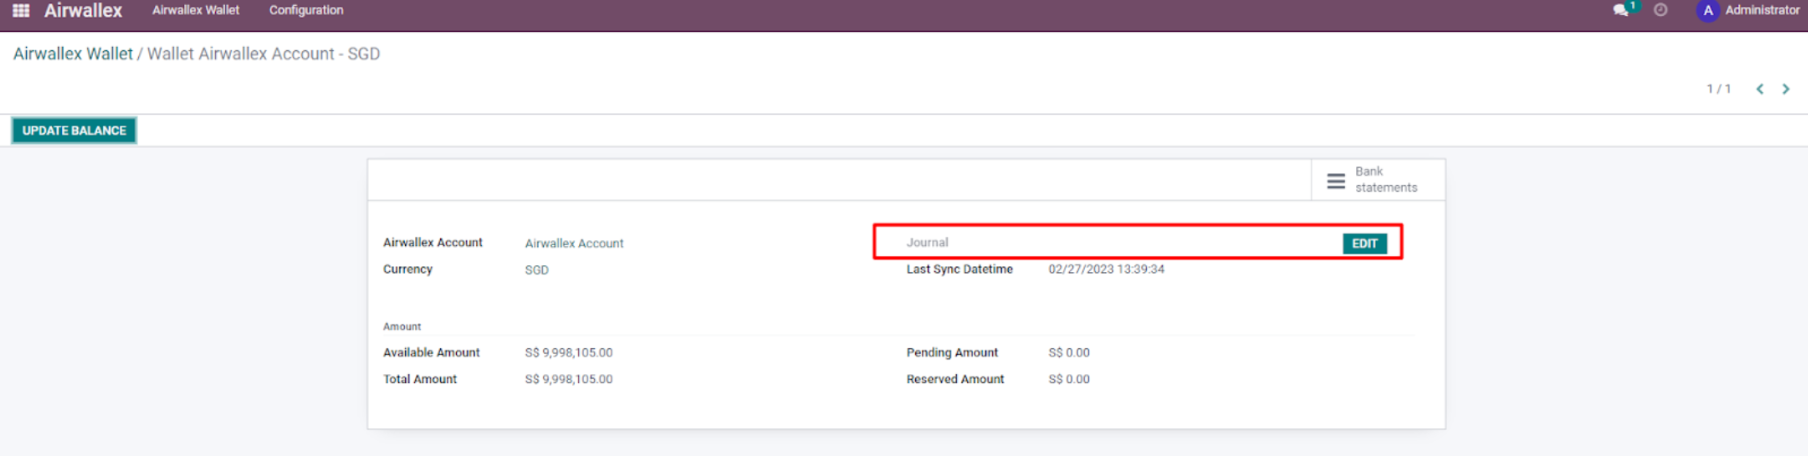 Airwallex Airwallex Wallet Configuration 1 A Administrator
Airwallex Wallet / Wallet Airwallex Account - SGD
1 / 1
UPDATE BALANCE
Bank
statements
Airwallex Account Airwallex Account Journal EDIT
Currency SGD Last Sync Datetime 02/27/2023 13:39:34
Amount
Available Amount S$ 9,998,105.00 Pending Amount S$ 0.00
Total Amount S$ 9,998,105.00 Reserved Amount S$ 0.00